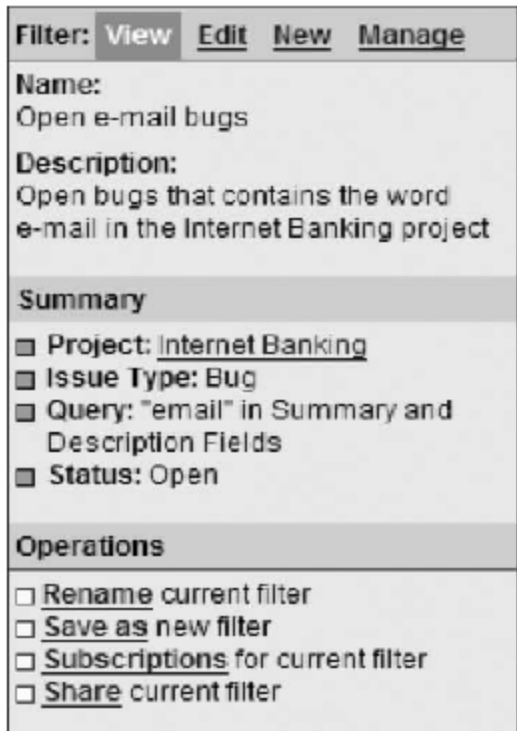 Filter: View Edit New Manage
Name:
Open e-mail bugs
Description:
Open bugs that contains the word
e-mail in the Internet Banking project
Summary
Project: Internet Banking
Issue Type: Bug
Query: "email" in Summary and
Description Fields
Status: Open
Operations
Rename current filter
Save as new filter
Subscriptions for current filter
Share current filter